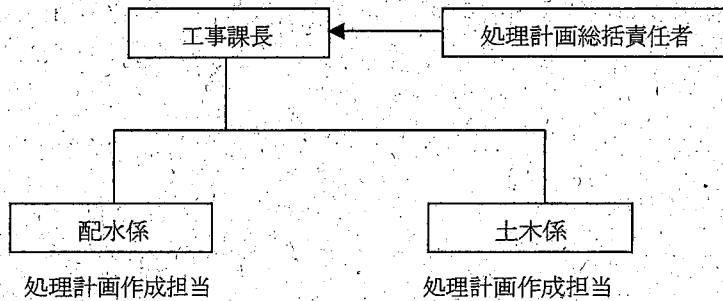 工事課長
処理計画総括責任者
配水係
土木係
処理計画作成担当
処理計画作成担当